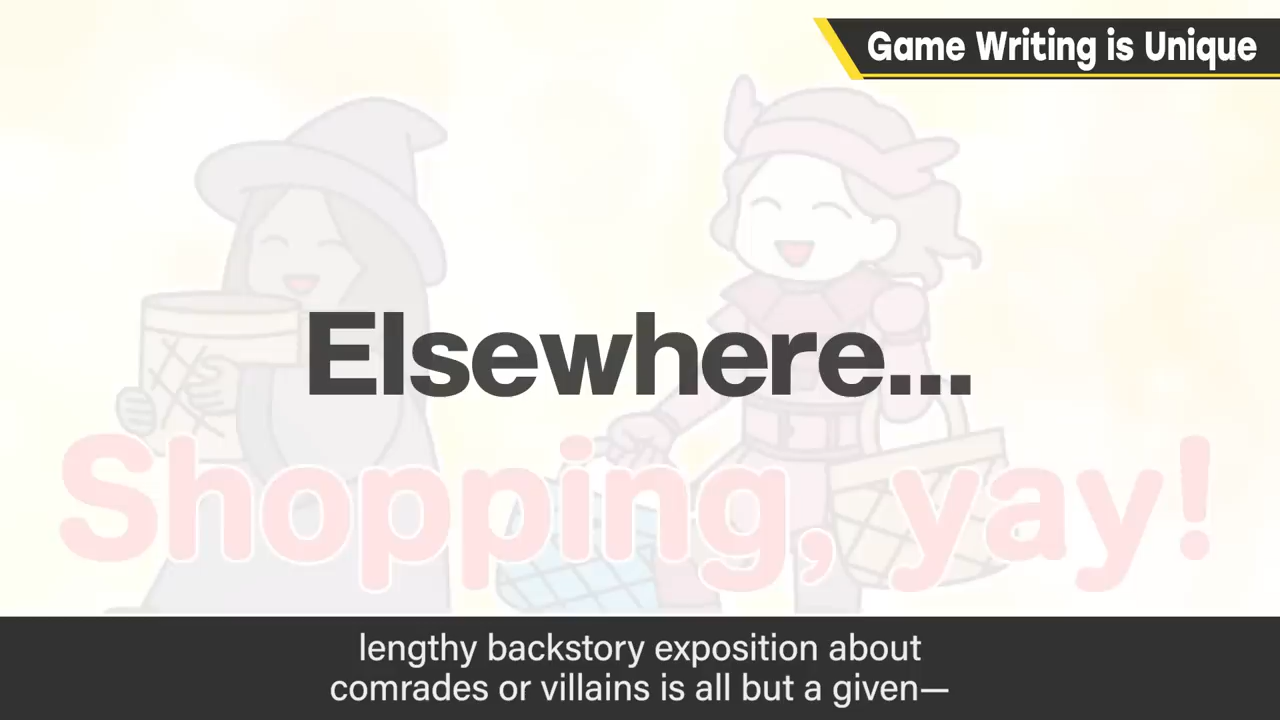 Game Writing is Unique
Elsewhere...
Shopping, yay!
lengthy backstory exposition about
comrades or villains is all but a given—